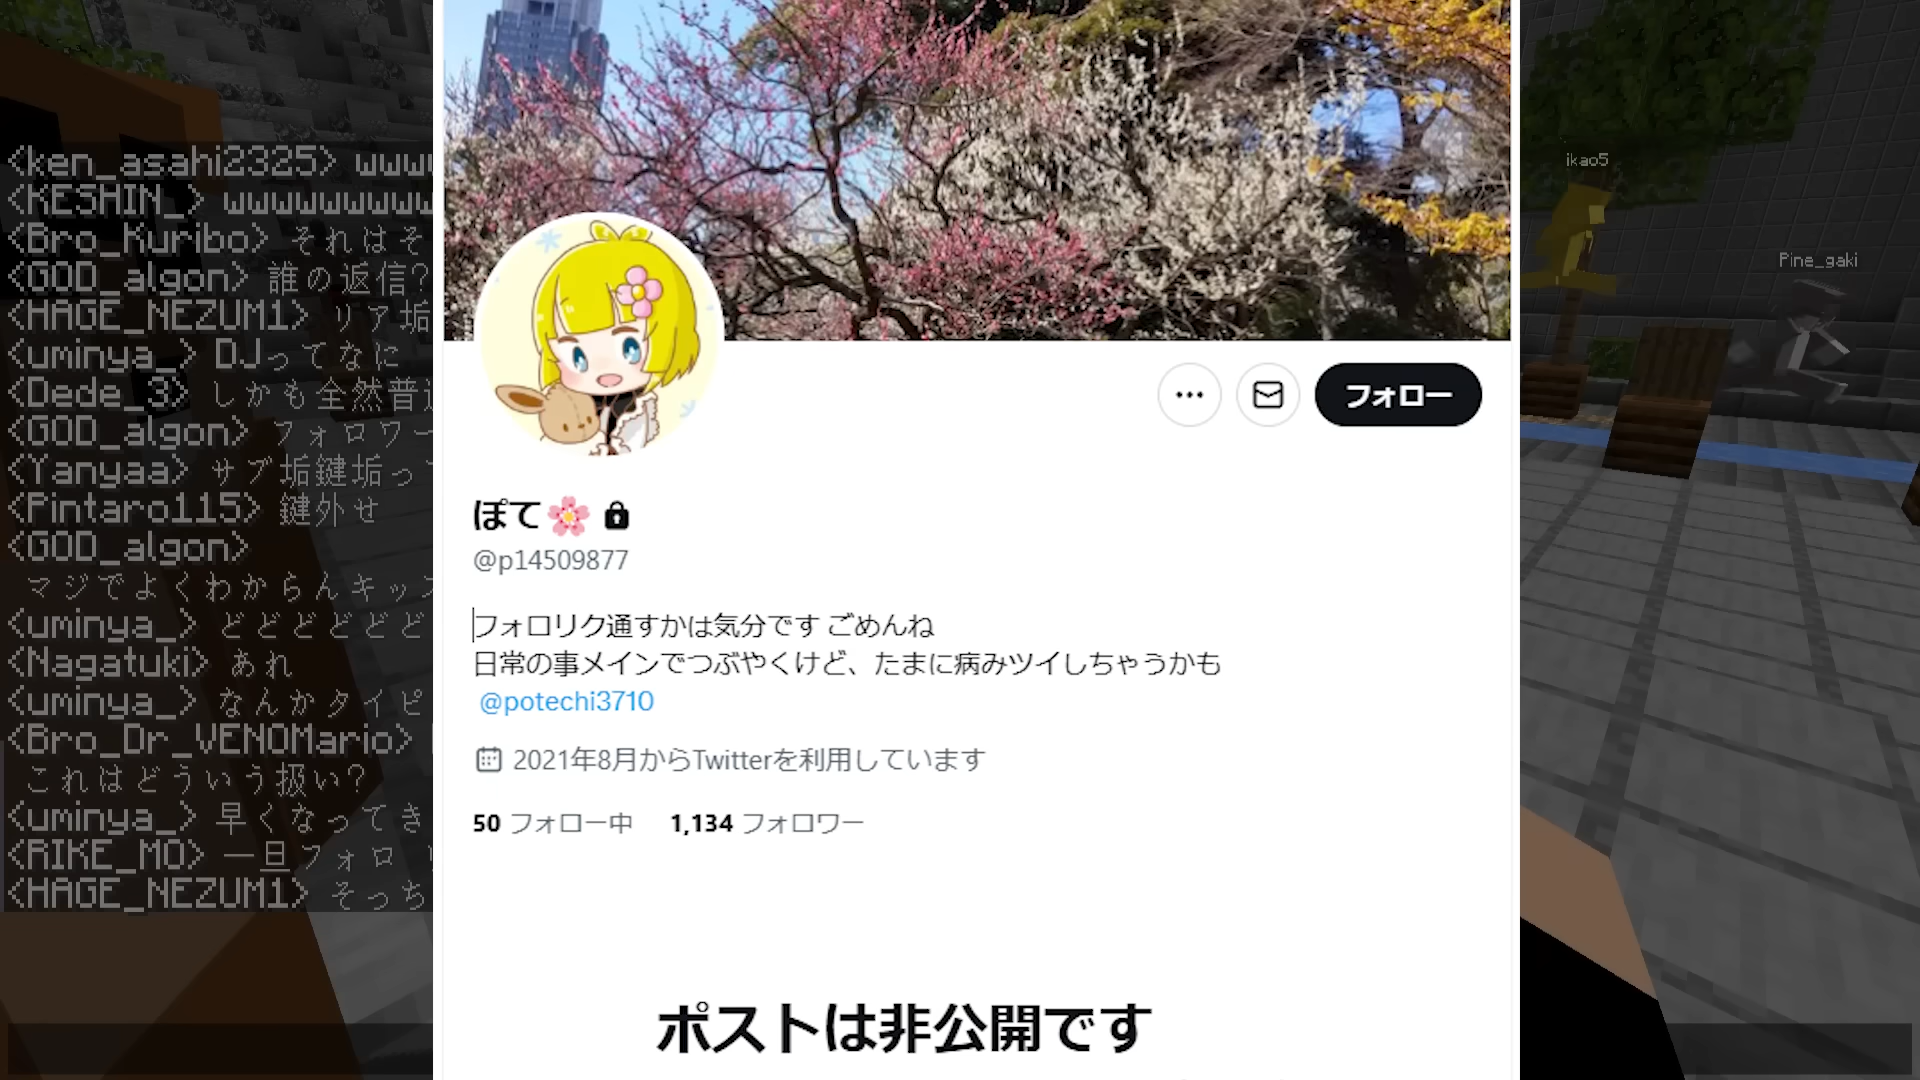 <ken_asahi2325> wwww
<KESHIN_> wwwwwwwww
<Bro_Kuribo> それはそ
<GOD_algon> 誰の返信?
<HAGE_NEZUM1> リア垢
<uminya_> DJってなに
<Dede_3> しかも全然普通
<GOD_algon> フォロワー
<Yanyaa> サブ垢鍵垢って
<Pintaro115> 鍵外せ
<GOD_algon>
マジでよくわからんキッズ
<uminya_> どどどどどど
<Nagatuki> あれ
<uminya_> なんかタイピ
<Bro_Dr_VENOMario>
これはどういう扱い?
<uminya_> 早くなってき
<RIKE_MO> 一旦フォロ
<HAGE_NEZUM1> そっち
フォロー
ぽて🌸
@p14509877
フォロリク通すかは気分です ごめんね
日常の事メインでつぶやくけど、たまに病みツイしちゃうかも
@potechi3710
2021年8月からTwitterを利用しています
50 フォロー中 1,134 フォロワー
ポストは非公開です
ikao5
Pine_gaki